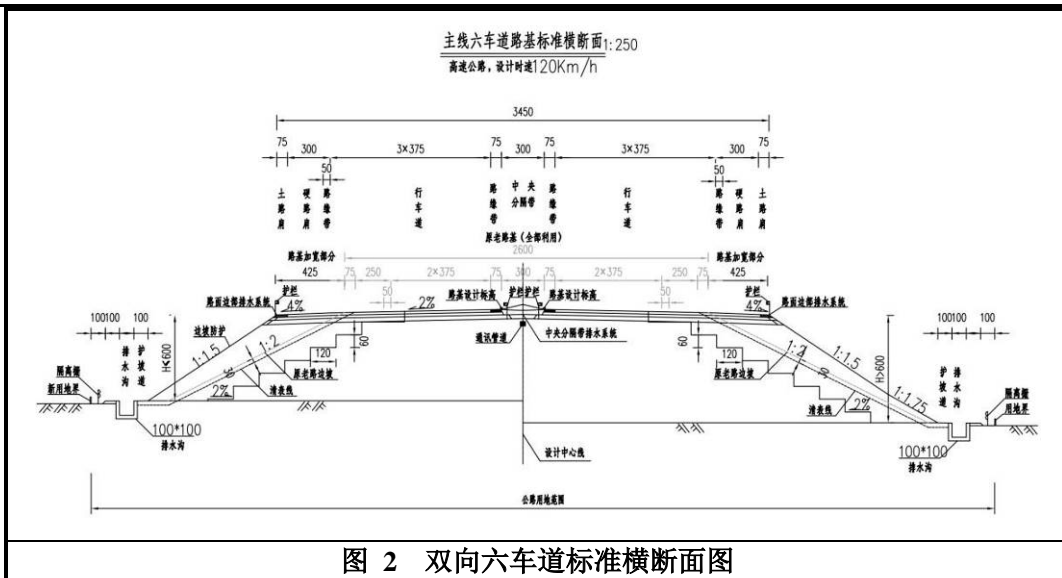 主线六车道路基标准横断面1:250
高速公路，设计时速120Km/h
3450
75 300 3×375 75 300 75 3×375 300 75
50 50
土路肩 硬路肩 路缘带 行车道 路缘带 中央分隔带 路缘带 行车道 路缘带 硬路肩 土路肩
原老路基（全部利用）
2600
路基加宽部分 路基加宽部分
425 75 250 2×375 75 300 75 2×375 250 75 425
50 50
护栏 护栏护栏 护栏
路面边部排水系统 4% 2% 路基设计标高 路基设计标高 4% 路面边部排水系统
100100 100 边坡防护 通讯管道 中央分隔带排水系统 100100 100
排水沟 护坡道 H≤600 1:1.5 1:2 60 60 1:1.5 H>600 护坡道 排水沟
120 120
隔离栅 30 原老路边坡 原老路边坡 隔离栅
新用地界 2% 清表线 清表线 2% 1:1.75 用地界
100*100 100*100
排水沟 设计中心线 排水沟
公路用地范围
图 2 双向六车道标准横断面图